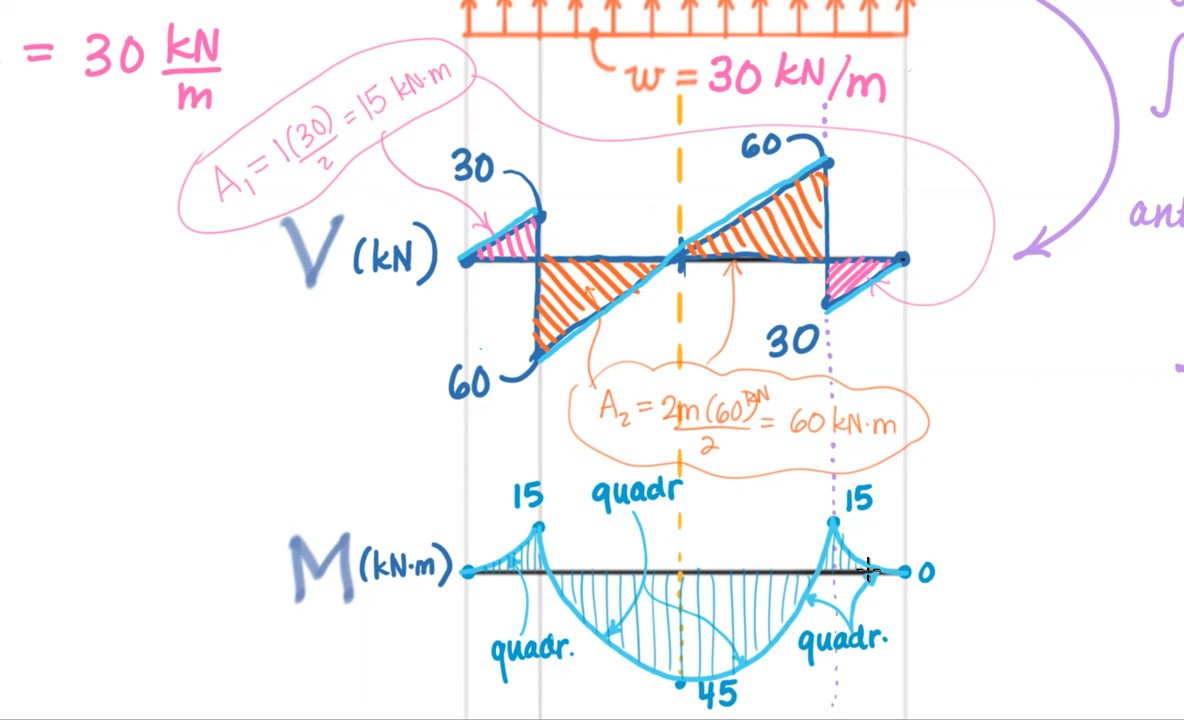 = 30 kN/m
w = 30 kN/m
A₁ = 1(30)/2 = 15 kN·m
30
60
V (kN)
60
30
A₂ = 2m(60)kN/2 = 60 kN·m
15
quadr
15
M (kN·m)
0
quadr.
quadr.
45